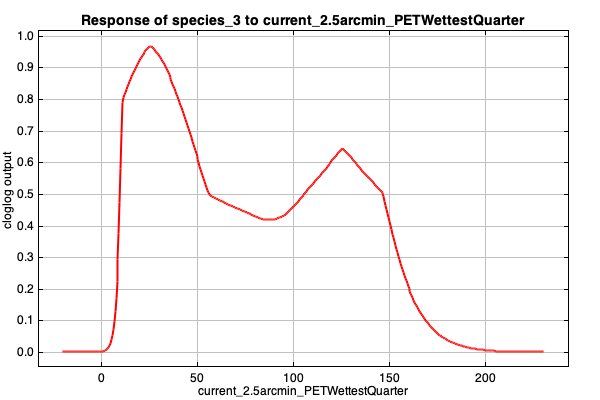 Response of species_3 to current_2.5arcmin_PETWettestQuarter
1.0
0.9
0.8
0.7
0.6
0.5
0.4
0.3
0.2
0.1
0.0
cloglog output
0 50 100 150 200
current_2.5arcmin_PETWettestQuarter